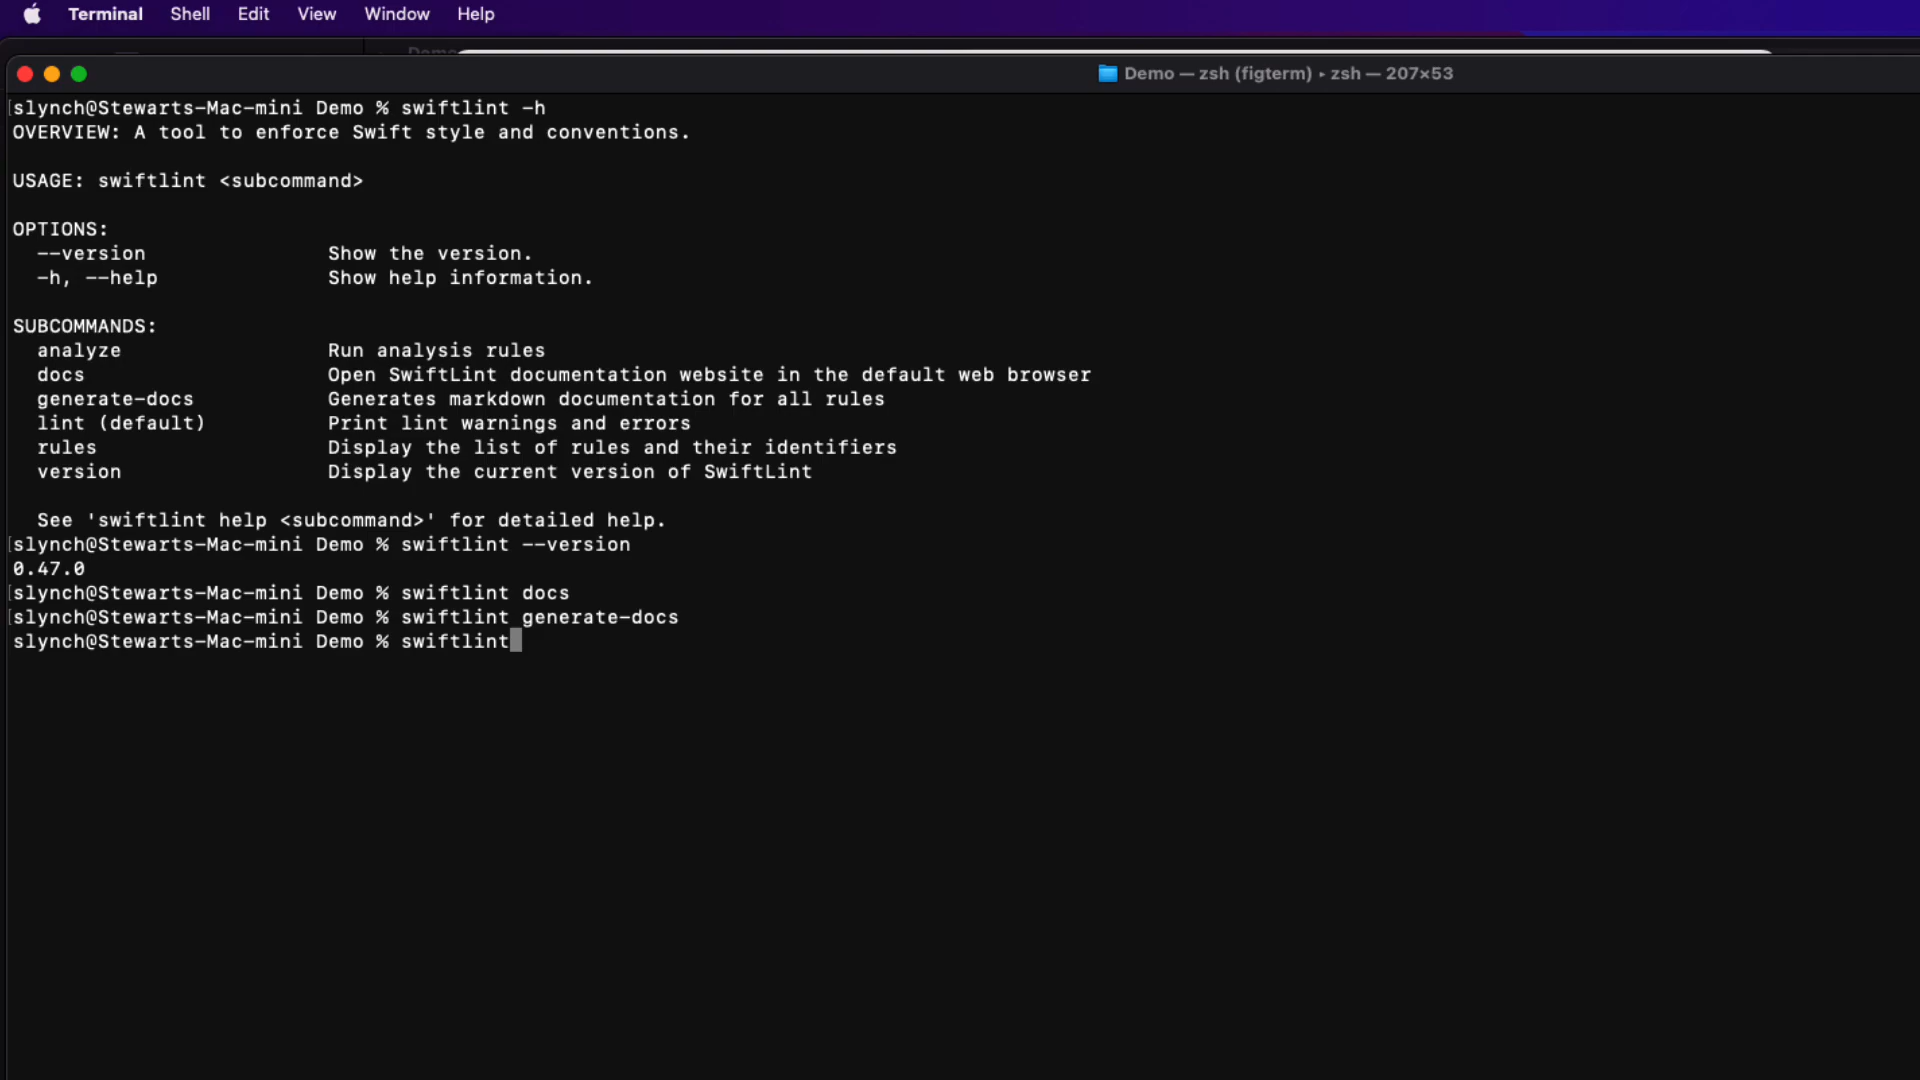 Terminal Shell Edit View Window Help
Demo
Demo — zsh (figterm) ▸ zsh — 207×53
[slynch@Stewarts-Mac-mini Demo % swiftlint -h
OVERVIEW: A tool to enforce Swift style and conventions.
USAGE: swiftlint <subcommand>
OPTIONS:
--version Show the version.
-h, --help Show help information.
SUBCOMMANDS:
analyze Run analysis rules
docs Open SwiftLint documentation website in the default web browser
generate-docs Generates markdown documentation for all rules
lint (default) Print lint warnings and errors
rules Display the list of rules and their identifiers
version Display the current version of SwiftLint
See 'swiftlint help <subcommand>' for detailed help.
[slynch@Stewarts-Mac-mini Demo % swiftlint --version
0.47.0
[slynch@Stewarts-Mac-mini Demo % swiftlint docs
[slynch@Stewarts-Mac-mini Demo % swiftlint generate-docs
slynch@Stewarts-Mac-mini Demo % swiftlint